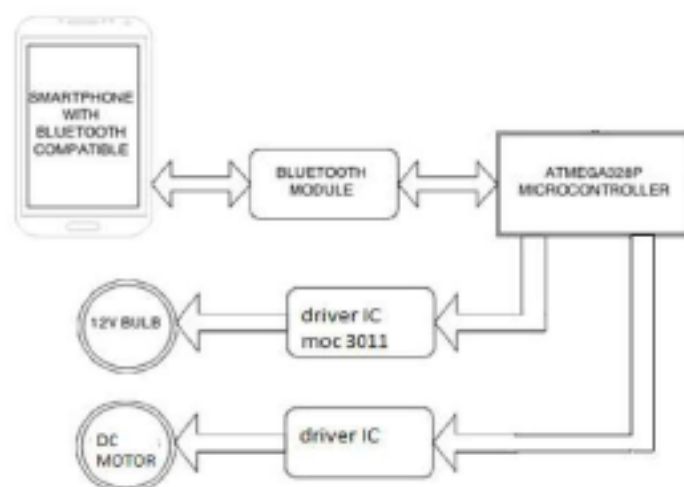 SMARTPHONE
WITH
BLUETOOTH
COMPATIBLE
BLUETOOTH
MODULE
ATMEGA328P
MICROCONTROLLER
12V BULB
driver IC
moc 3011
DC
MOTOR
driver IC